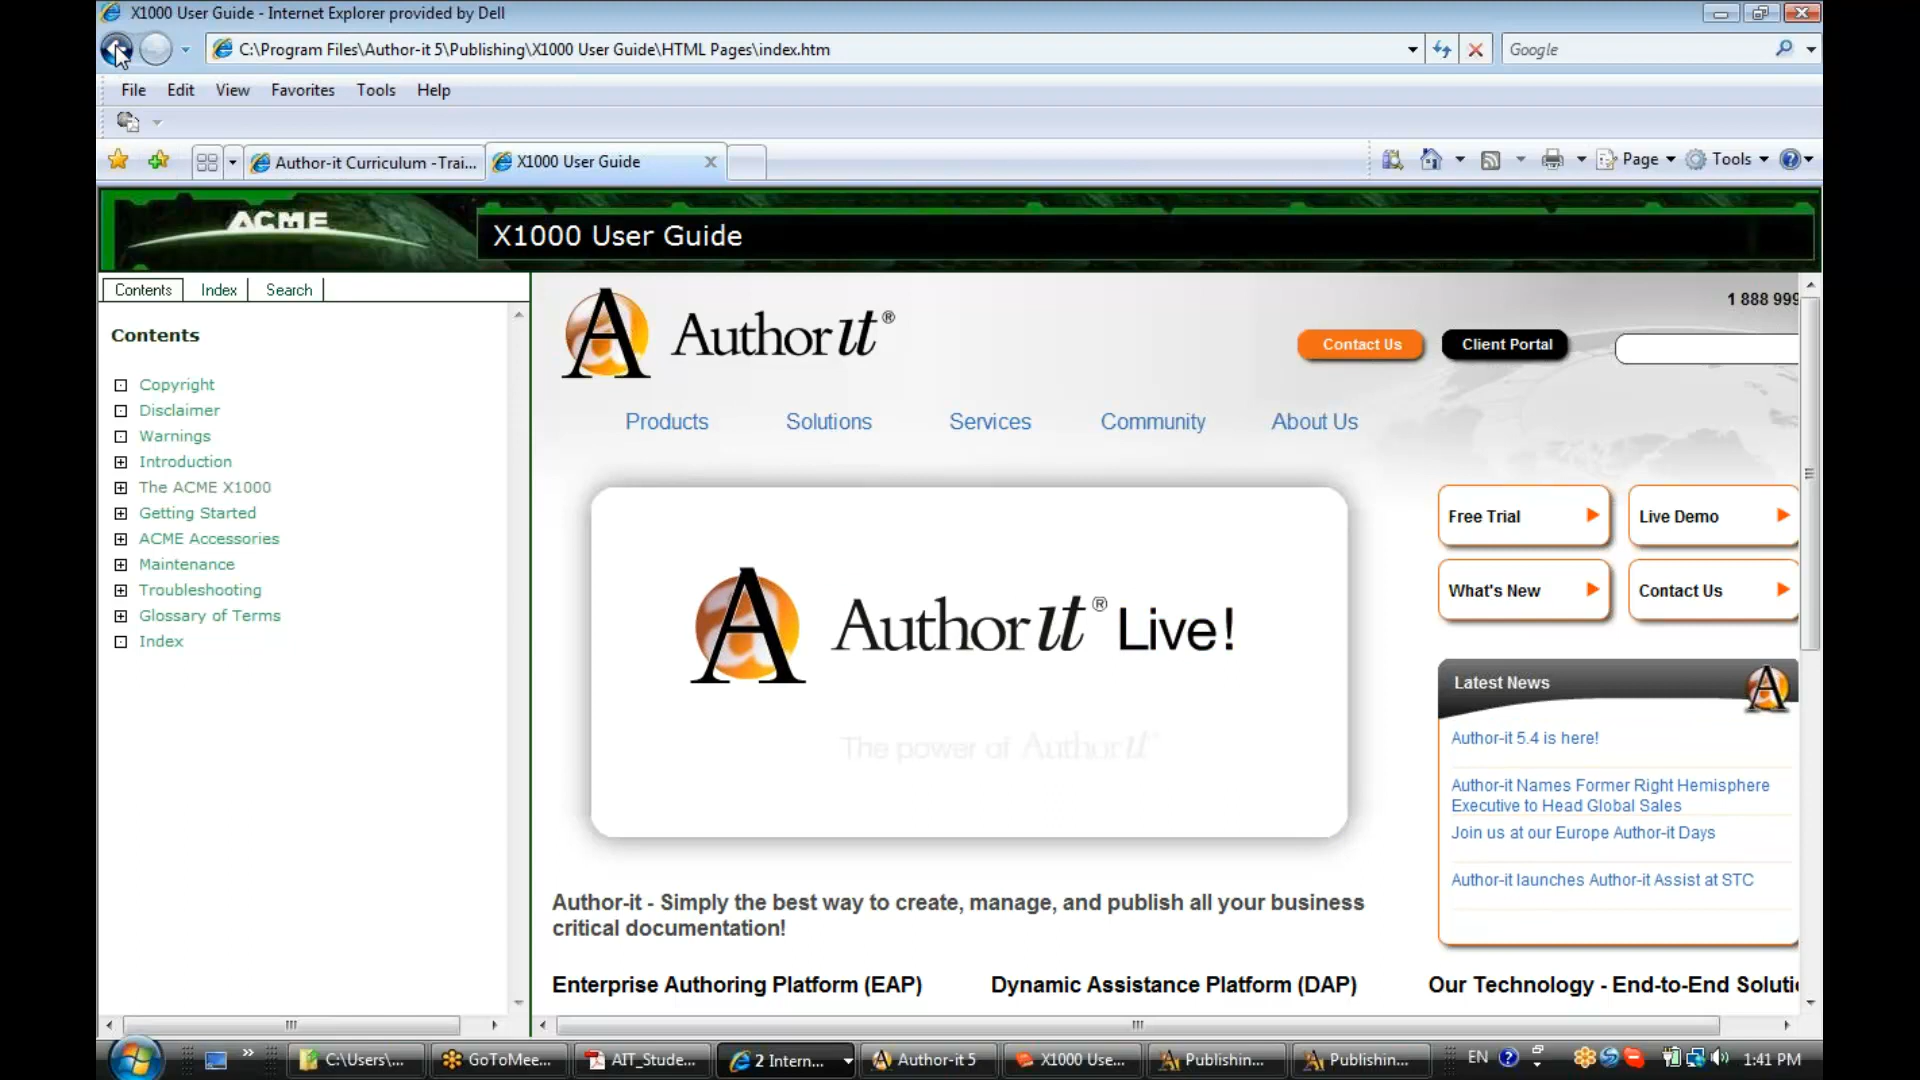 X1000 User Guide - Internet Explorer provided by Dell
C:\Program Files\Author-it 5\Publishing\X1000 User Guide\HTML Pages\index.htm
Google
File Edit View Favorites Tools Help
Author-it Curriculum -Trai...
X1000 User Guide
Page Tools
ACME
X1000 User Guide
Contents Index Search
Contents
Copyright
Disclaimer
Warnings
Introduction
The ACME X1000
Getting Started
ACME Accessories
Maintenance
Troubleshooting
Glossary of Terms
Index
Author it®
1 888 999
Contact Us
Client Portal
Products Solutions Services Community About Us
Author it® Live!
The power of Author it
Free Trial
Live Demo
What's New
Contact Us
Latest News
Author-it 5.4 is here!
Author-it Names Former Right Hemisphere
Executive to Head Global Sales
Join us at our Europe Author-it Days
Author-it launches Author-it Assist at STC
Author-it - Simply the best way to create, manage, and publish all your business
critical documentation!
Enterprise Authoring Platform (EAP)
Dynamic Assistance Platform (DAP)
Our Technology - End-to-End Soluti
C:\Users\... GoToMee... AIT_Stude... 2 Intern... Author-it 5 X1000 Use... Publishin... Publishin... EN 1:41 PM